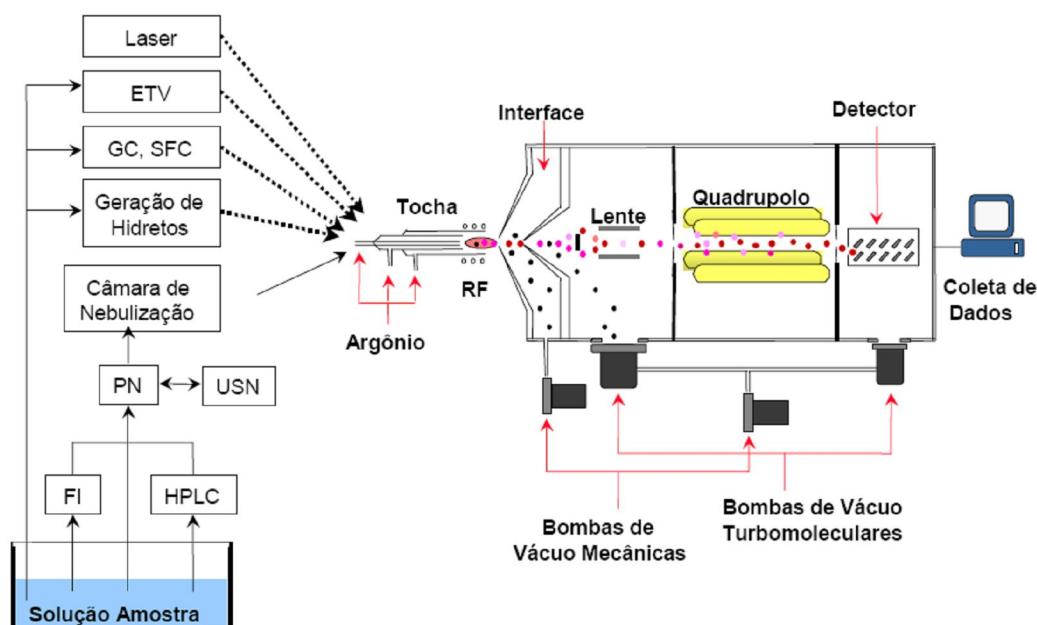 Laser
ETV
GC, SFC
Geração de
Hidretos
Câmara de
Nebulização
PN
USN
FI
HPLC
Solução Amostra
Tocha
RF
Argônio
Interface
Lente
Quadrupolo
Detector
Coleta de
Dados
Bombas de
Vácuo Mecânicas
Bombas de Vácuo
Turbomoleculares